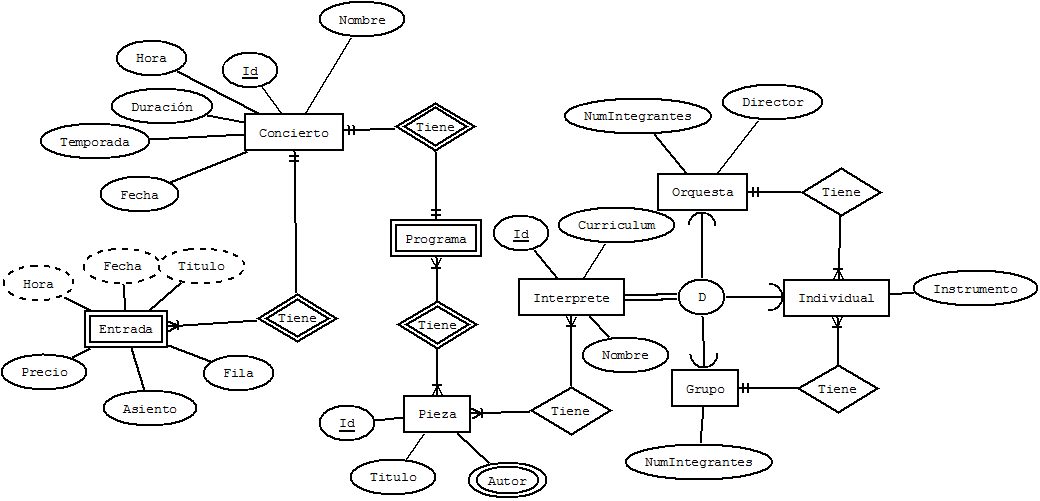 Nombre
Hora
Id
Duración
Temporada
Concierto
Tiene
Fecha
NumIntegrantes
Director
Orquesta
Tiene
Programa
Id
Curriculum
Hora
Fecha
Titulo
Interprete
D
Individual
Instrumento
Entrada
Tiene
Tiene
Nombre
Precio
Fila
Asiento
Grupo
Tiene
Id
Pieza
Tiene
Titulo
Autor
NumIntegrantes